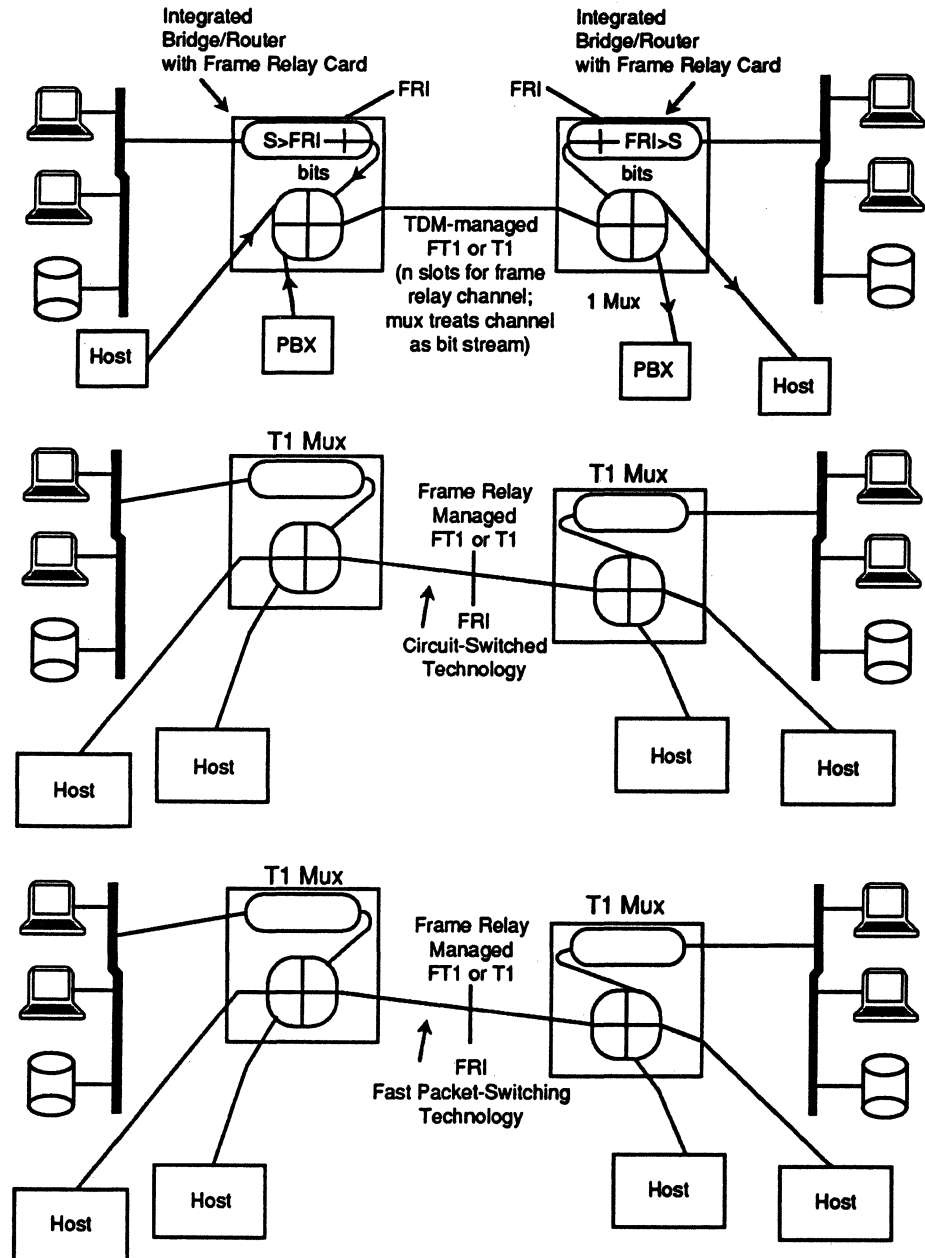 Integrated
Bridge/Router
with Frame Relay Card
Integrated
Bridge/Router
with Frame Relay Card
FRI
FRI
S>FRI
FRI>S
bits
bits
TDM-managed
FT1 or T1
(n slots for frame
relay channel;
mux treats channel
as bit stream)
1 Mux
Host
PBX
PBX
Host
T1 Mux
T1 Mux
Frame Relay
Managed
FT1 or T1
FRI
Circuit-Switched
Technology
Host
Host
Host
Host
T1 Mux
T1 Mux
Frame Relay
Managed
FT1 or T1
FRI
Fast Packet-Switching
Technology
Host
Host
Host
Host